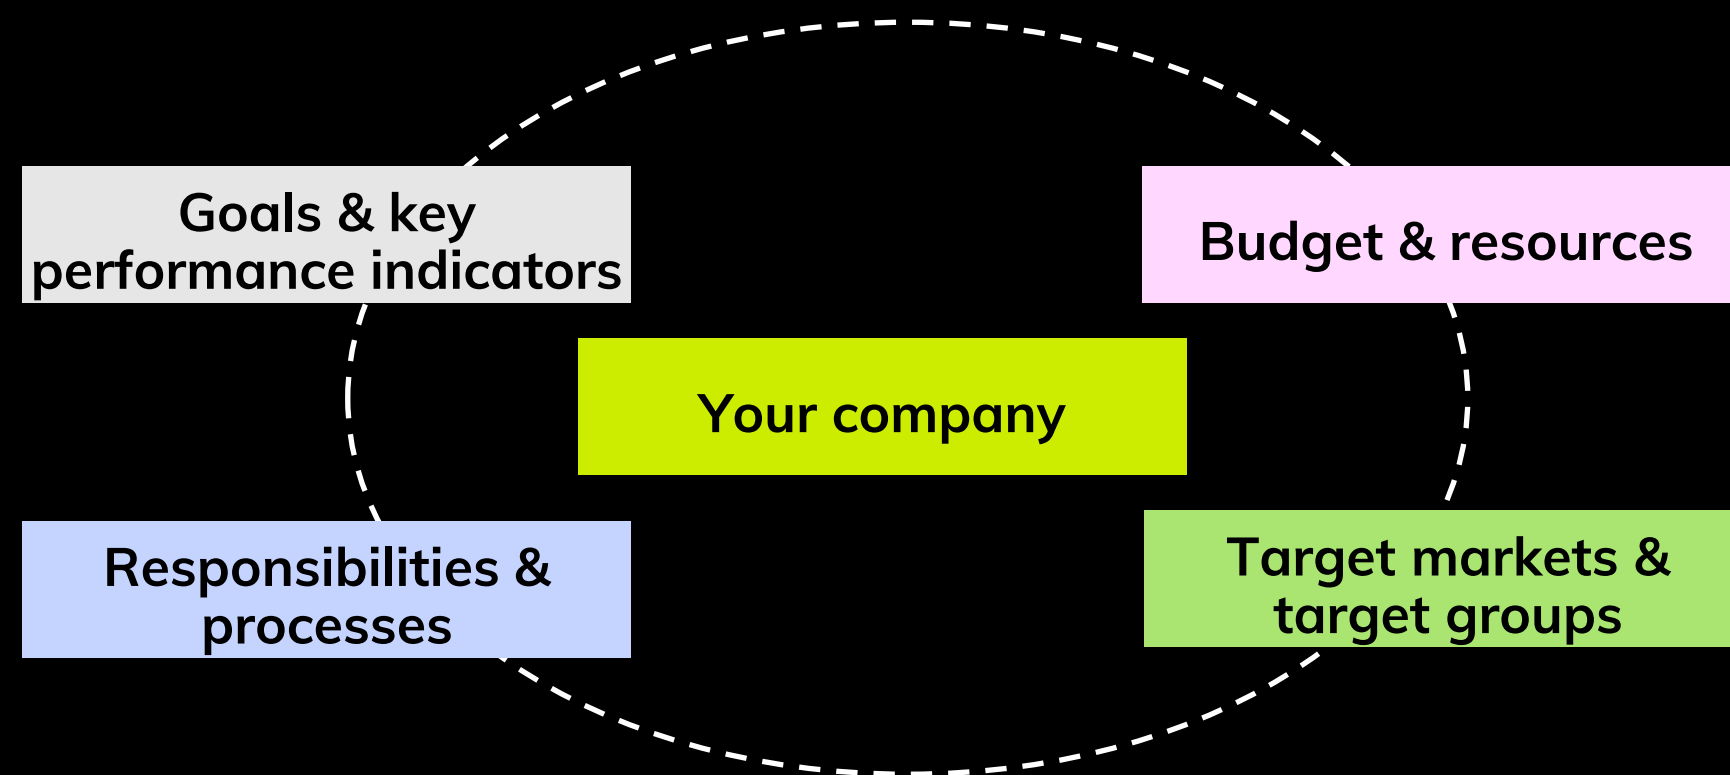 Goals & key
performance indicators
Budget & resources
Your company
Responsibilities &
processes
Target markets &
target groups